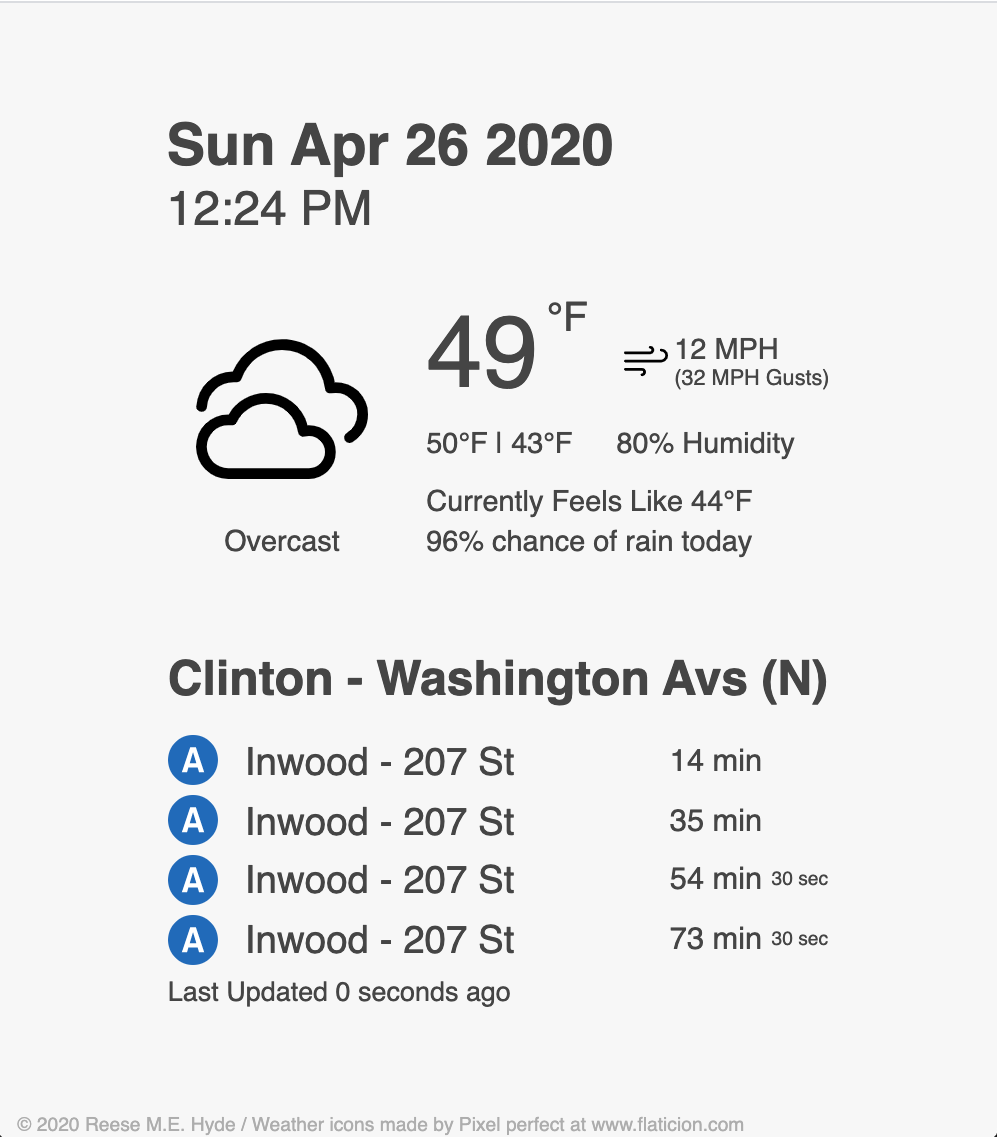 Sun Apr 26 2020
12:24 PM
49 °F
12 MPH
(32 MPH Gusts)
50°F | 43°F 80% Humidity
Currently Feels Like 44°F
Overcast 96% chance of rain today
Clinton - Washington Avs (N)
A Inwood - 207 St 14 min
A Inwood - 207 St 35 min
A Inwood - 207 St 54 min 30 sec
A Inwood - 207 St 73 min 30 sec
Last Updated 0 seconds ago
© 2020 Reese M.E. Hyde / Weather icons made by Pixel perfect at www.flaticion.com